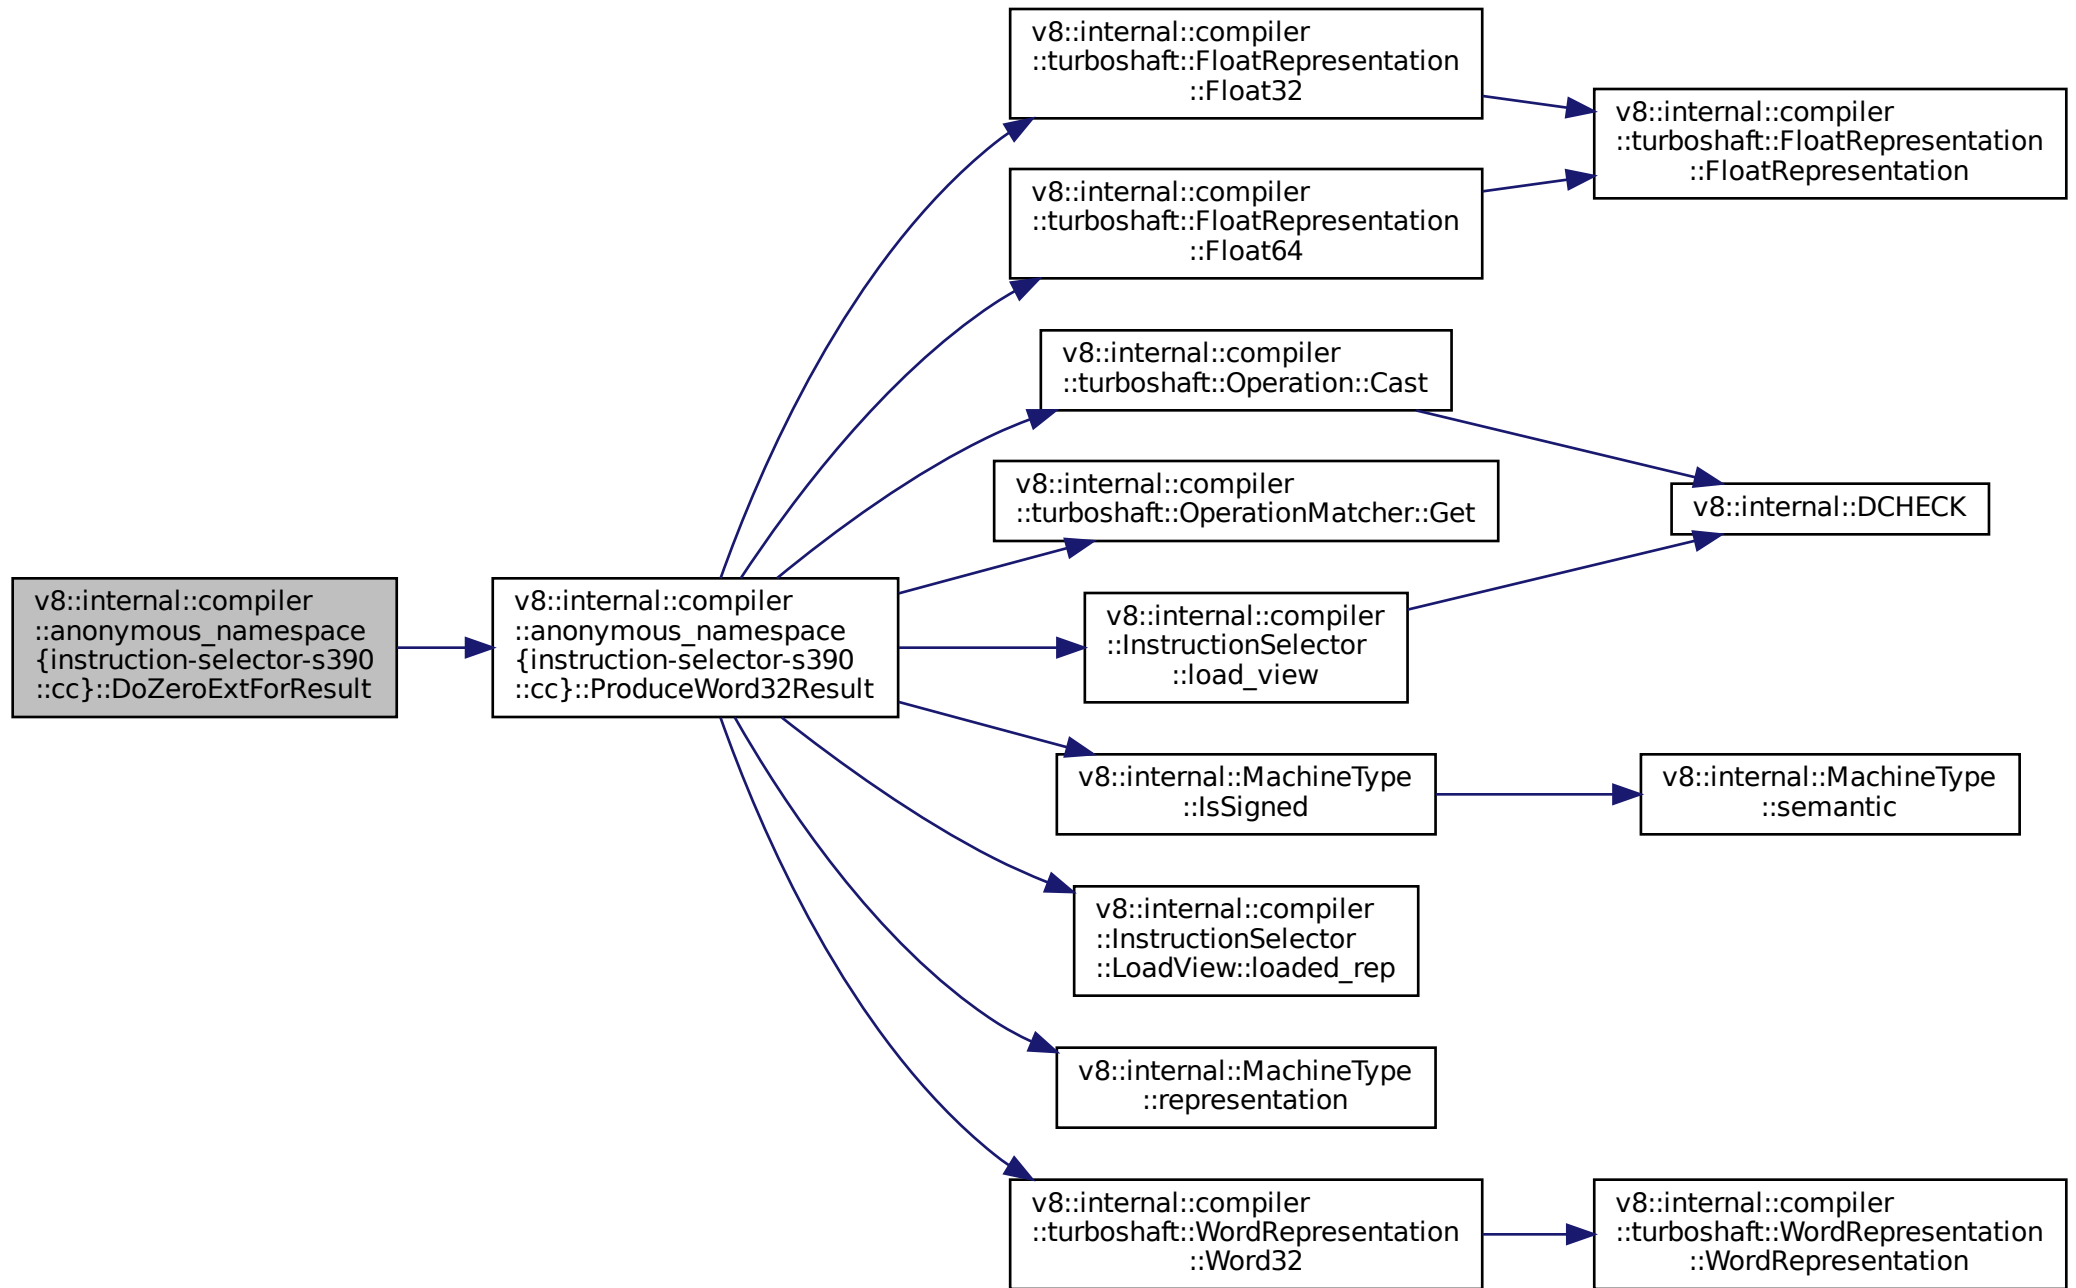 v8::internal::compiler
::anonymous_namespace
{instruction-selector-s390
::cc}::DoZeroExtForResult
v8::internal::compiler
::anonymous_namespace
{instruction-selector-s390
::cc}::ProduceWord32Result
v8::internal::compiler
::turboshaft::FloatRepresentation
::Float32
v8::internal::compiler
::turboshaft::FloatRepresentation
::Float64
v8::internal::compiler
::turboshaft::Operation::Cast
v8::internal::compiler
::turboshaft::OperationMatcher::Get
v8::internal::compiler
::InstructionSelector
::load_view
v8::internal::MachineType
::IsSigned
v8::internal::compiler
::InstructionSelector
::LoadView::loaded_rep
v8::internal::MachineType
::representation
v8::internal::compiler
::turboshaft::WordRepresentation
::Word32
v8::internal::compiler
::turboshaft::FloatRepresentation
::FloatRepresentation
v8::internal::DCHECK
v8::internal::MachineType
::semantic
v8::internal::compiler
::turboshaft::WordRepresentation
::WordRepresentation